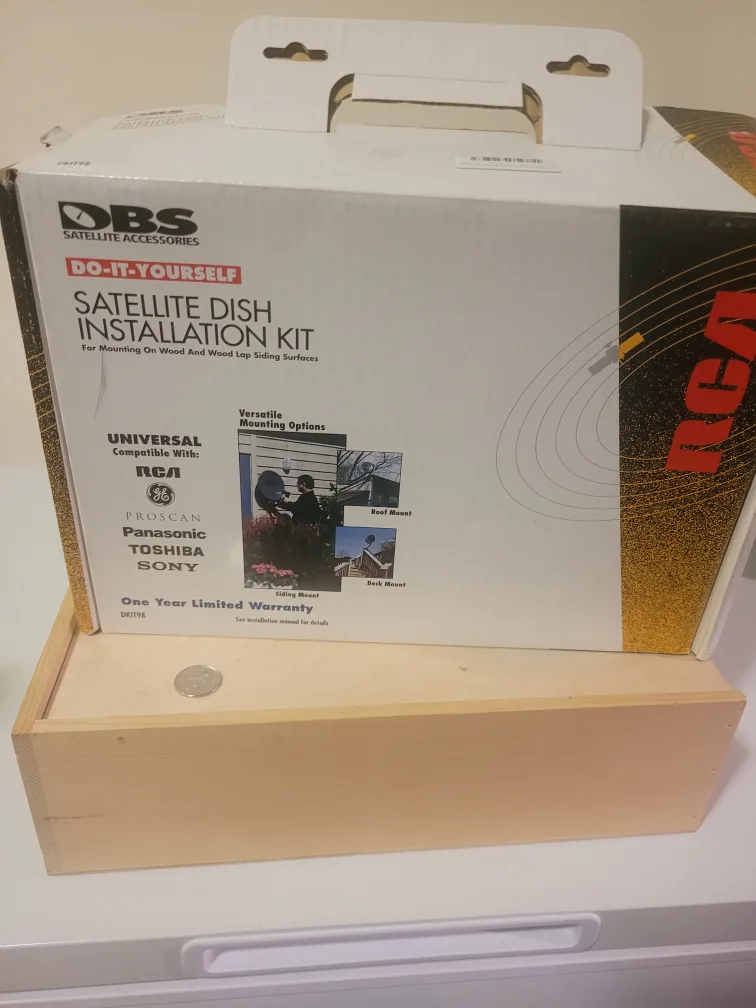 DKIT98
DBS
SATELLITE ACCESSORIES
DO-IT-YOURSELF
SATELLITE DISH
INSTALLATION KIT
For Mounting On Wood And Wood Lap Siding Surfaces
Versatile
Mounting Options
UNIVERSAL
Compatible With:
RCA
GE
PROSCAN
Panasonic
TOSHIBA
SONY
Roof Mount
Deck Mount
Siding Mount
One Year Limited Warranty
DKIT98
See installation manual for details
RCA